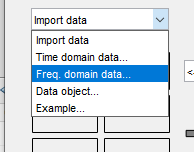 Import data
Import data
Time domain data...
Freq. domain data...
Data object...
Example...